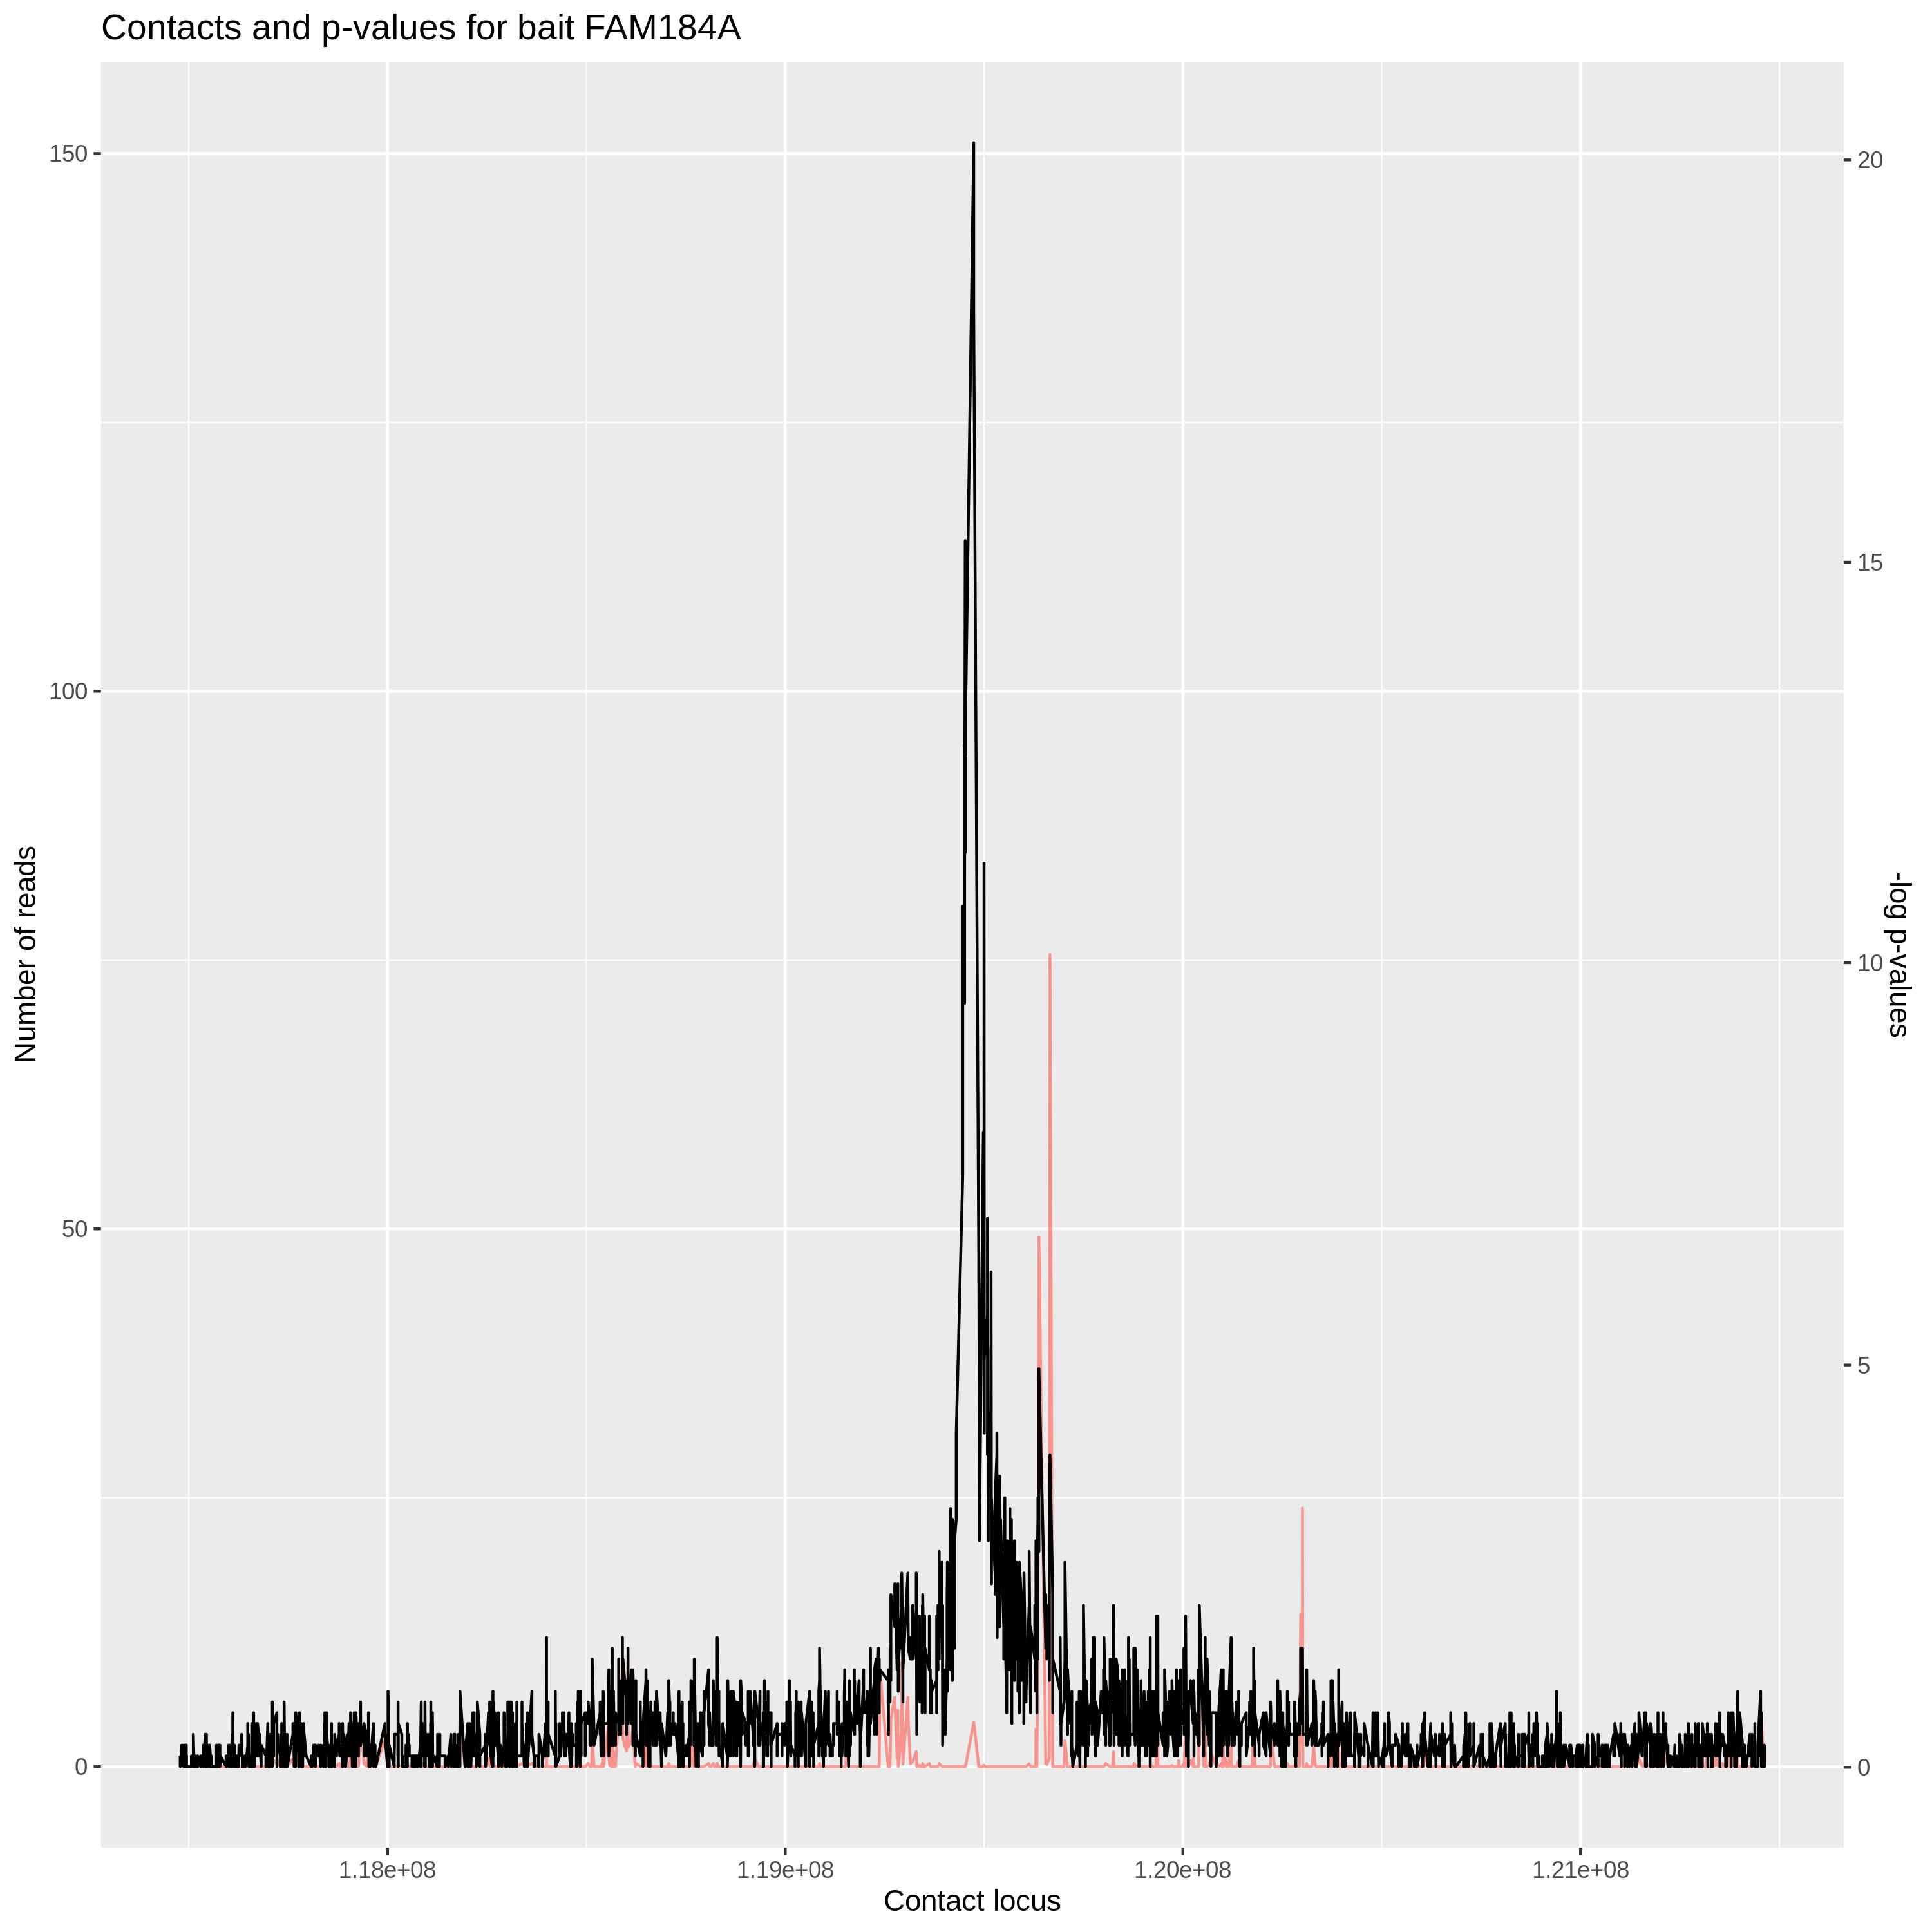 Contacts and p-values for bait FAM184A
150
100
50
0
Number of reads
20
15
10
5
0
-log p-values
1.18e+08
1.19e+08
1.20e+08
1.21e+08
Contact locus